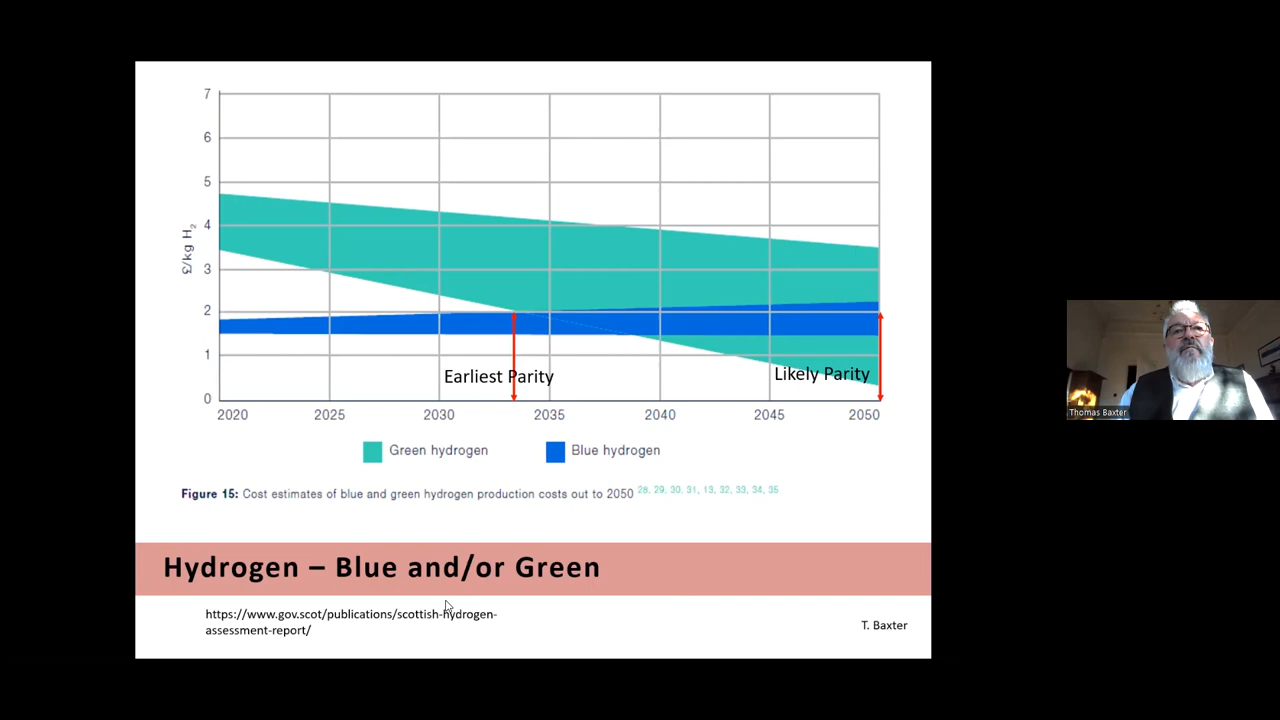 7
6
5
4
3
2
1
0
£/kg H₂
Earliest Parity
Likely Parity
2020 2025 2030 2035 2040 2045 2050
Green hydrogen Blue hydrogen
Figure 15: Cost estimates of blue and green hydrogen production costs out to 2050 28, 29, 30, 31, 13, 32, 33, 34, 35
Hydrogen – Blue and/or Green
https://www.gov.scot/publications/scottish-hydrogen-
assessment-report/
T. Baxter
Thomas Baxter